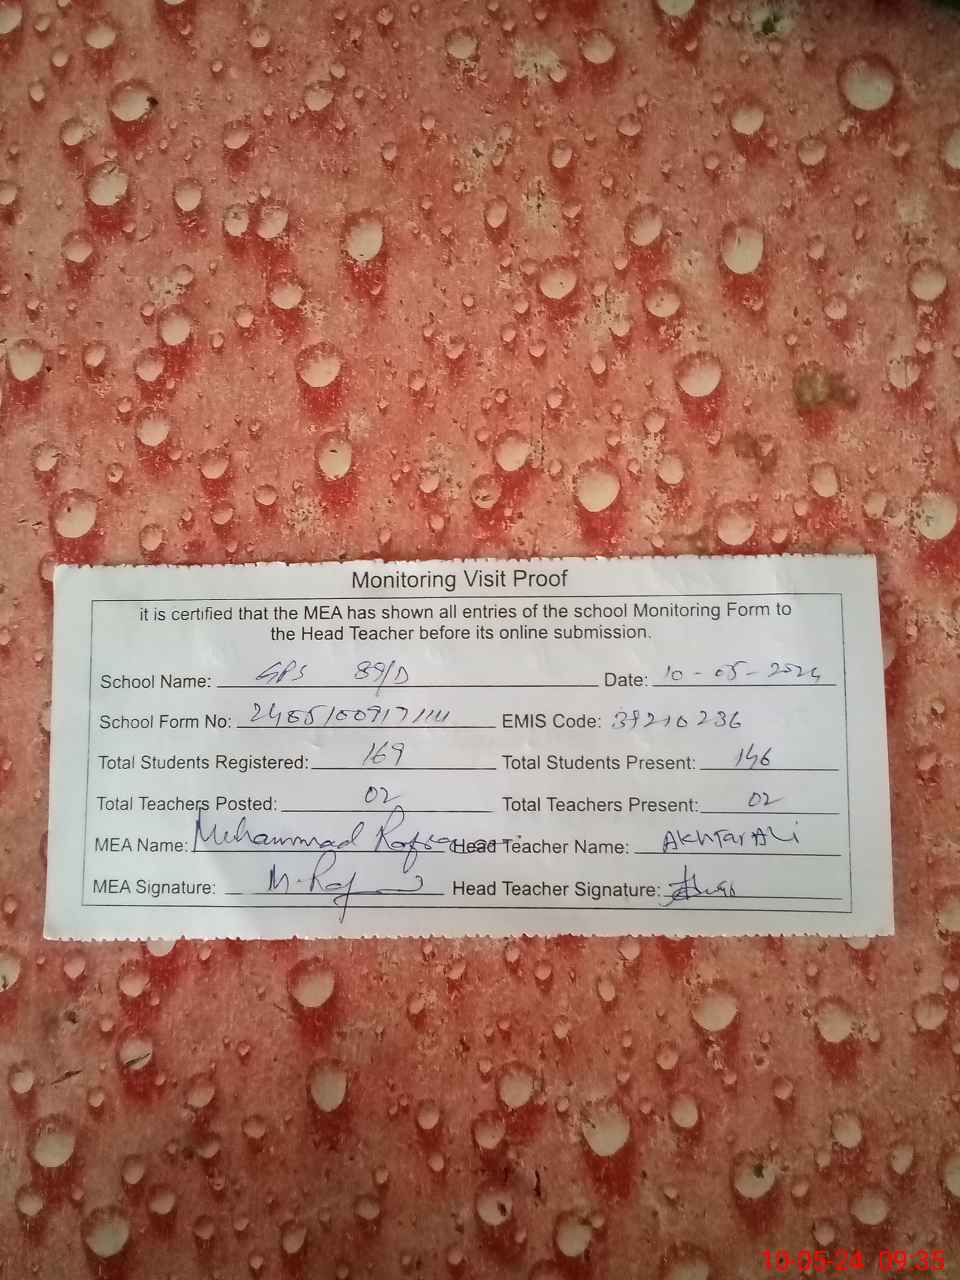 Monitoring Visit Proof
it is certified that the MEA has shown all entries of the school Monitoring Form to
the Head Teacher before its online submission.
School Name: GPS 89/D Date: 10-05-2024
School Form No: EMIS Code: 39210236
Total Students Registered: 169 Total Students Present: 146
Total Teachers Posted: 02 Total Teachers Present: 02
MEA Name: Muhammad Head Teacher Name: Akhtar Ali
MEA Signature: M. Raf Head Teacher Signature:
10-05-24 09:35